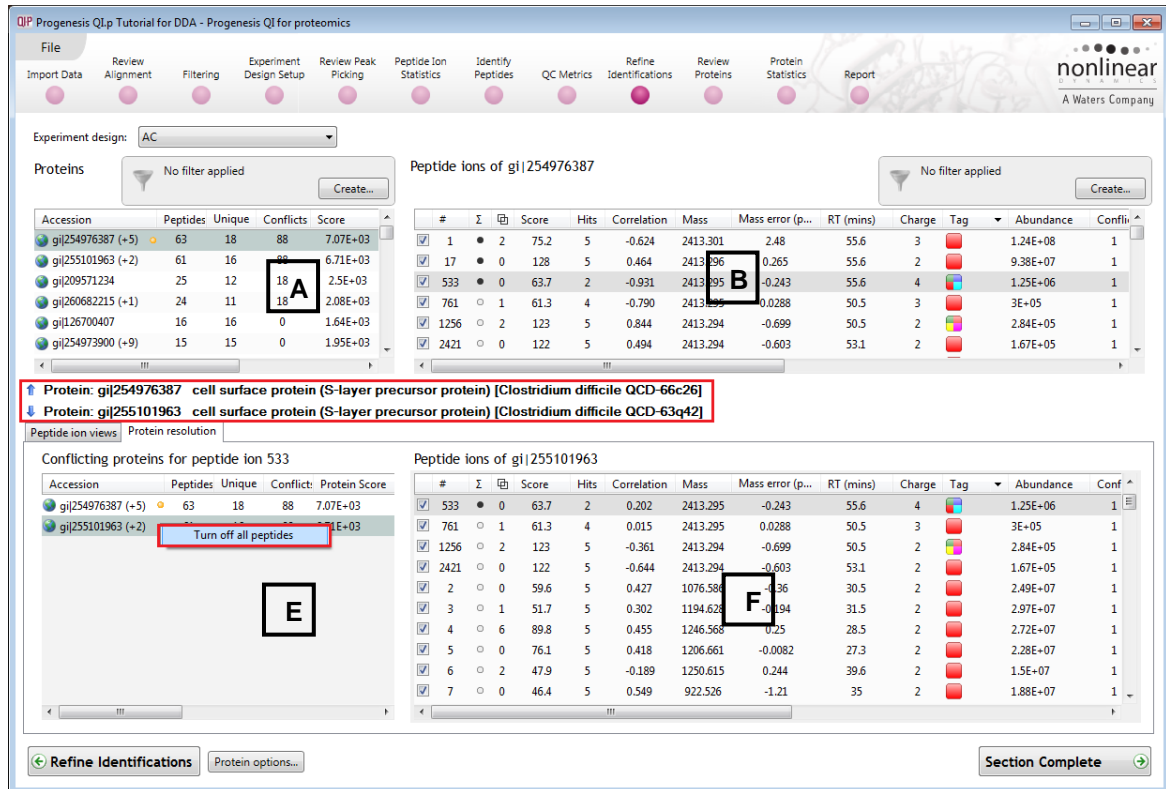 QIP Progenesis QI.p Tutorial for DDA - Progenesis QI for proteomics
File
Import Data Review Alignment Filtering Experiment Design Setup Review Peak Picking Peptide Ion Statistics Identify Peptides QC Metrics Refine Identifications Review Proteins Protein Statistics Report
nonlinear
DYNAMICS
A Waters Company
Experiment design: AC
Proteins No filter applied Create...
Peptide ions of gi|254976387 No filter applied Create...
Accession Peptides Unique Conflicts Score
gi|254976387 (+5) 63 18 88 7.07E+03
gi|255101963 (+2) 61 16 88 6.71E+03
gi|209571234 25 12 18 2.5E+03
gi|260682215 (+1) 24 11 18 2.08E+03
gi|126700407 16 16 0 1.64E+03
gi|254973900 (+9) 15 15 0 1.95E+03
A
# Σ Score Hits Correlation Mass Mass error (p... RT (mins) Charge Tag Abundance Conflic
1 2 75.2 5 -0.624 2413.301 2.48 55.6 3 1.24E+08 1
17 0 128 5 0.464 2413.296 0.265 55.6 2 9.38E+07 1
533 0 63.7 2 -0.931 2413.295 -0.243 55.6 4 1.25E+06 1
761 1 61.3 4 -0.790 2413.295 0.0288 50.5 3 3E+05 1
1256 2 123 5 0.844 2413.294 -0.699 50.5 2 2.84E+05 1
2421 0 122 5 0.494 2413.294 -0.603 53.1 2 1.67E+05 1
B
Protein: gi|254976387 cell surface protein (S-layer precursor protein) [Clostridium difficile QCD-66c26]
Protein: gi|255101963 cell surface protein (S-layer precursor protein) [Clostridium difficile QCD-63q42]
Peptide ion views Protein resolution
Conflicting proteins for peptide ion 533
Accession Peptides Unique Conflict: Protein Score
gi|254976387 (+5) 63 18 88 7.07E+03
gi|255101963 (+2)
Turn off all peptides
E
Peptide ions of gi|255101963
# Σ Score Hits Correlation Mass Mass error (p... RT (mins) Charge Tag Abundance Conf
533 0 63.7 2 0.202 2413.295 -0.243 55.6 4 1.25E+06 1
761 1 61.3 4 0.015 2413.295 0.0288 50.5 3 3E+05 1
1256 2 123 5 -0.361 2413.294 -0.699 50.5 2 2.84E+05 1
2421 0 122 5 -0.644 2413.294 -0.603 53.1 2 1.67E+05 1
2 0 59.6 5 0.427 1076.586 30.5 2 2.49E+07 1
3 1 51.7 5 0.302 1194.628 31.5 2 2.97E+07 1
4 6 89.8 5 0.455 1246.568 0.25 28.5 2 2.72E+07 1
5 0 76.1 5 0.418 1206.661 -0.0082 27.3 2 2.28E+07 1
6 2 47.9 5 -0.189 1250.615 0.244 39.6 2 1.5E+07 1
7 0 46.4 5 0.549 922.526 -1.21 35 2 1.88E+07 1
F
Refine Identifications Protein options... Section Complete